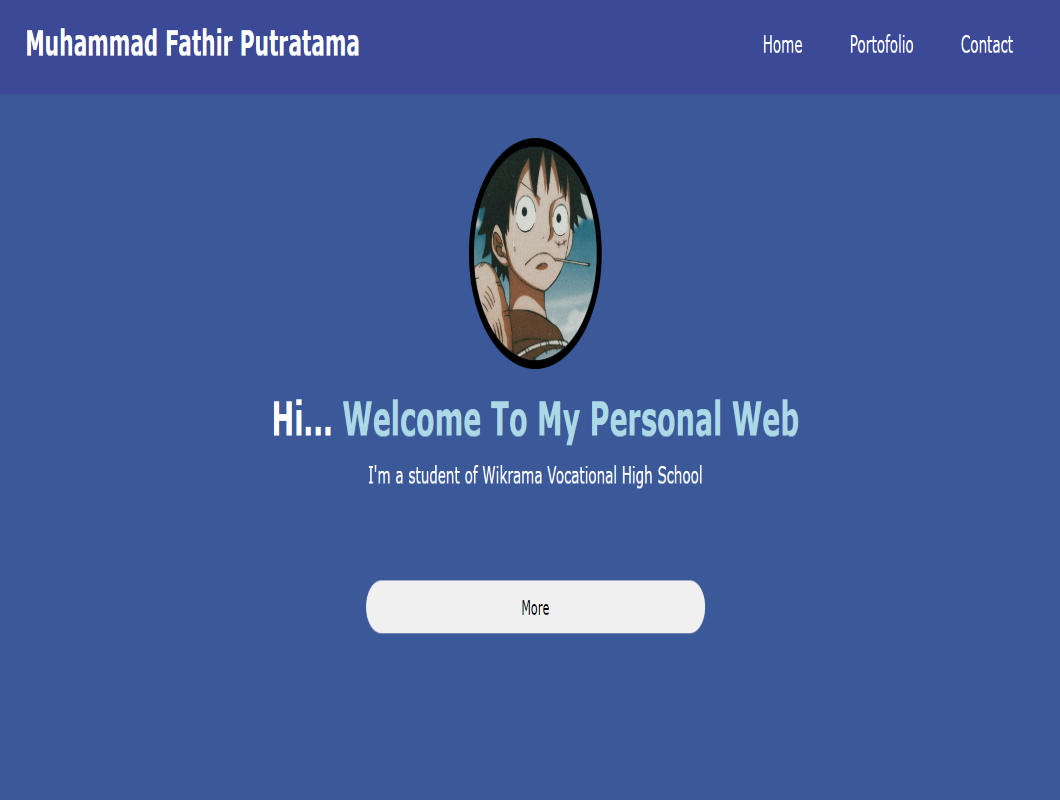 Muhammad Fathir Putratama
Home Portofolio Contact
Hi... Welcome To My Personal Web
I'm a student of Wikrama Vocational High School
More